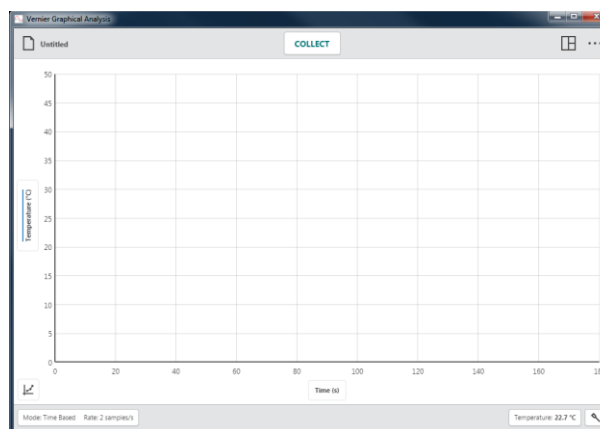 Vernier Graphical Analysis
Untitled
COLLECT
50
45
40
35
30
25
20
15
10
5
0
Temperature (°C)
0 20 40 60 80 100 120 140 160 18
Time (s)
Mode: Time Based Rate: 2 samples/s
Temperature: 22.7 °C